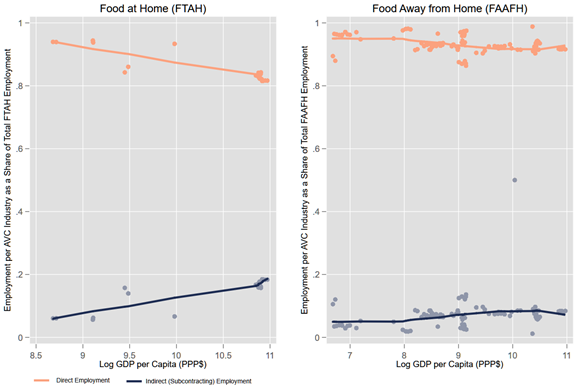 Food at Home (FTAH)
Employment per AVC Industry as a Share of Total FTAH Employment
1
.8
.6
.4
.2
0
8.5 9 9.5 10 10.5 11
Log GDP per Capita (PPP$)
Food Away from Home (FAAFH)
Employment per AVC Industry as a Share of Total FAAFH Employment
1
.8
.6
.4
.2
0
7 8 9 10 11
Log GDP per Capita (PPP$)
Direct Employment Indirect (Subcontracting) Employment